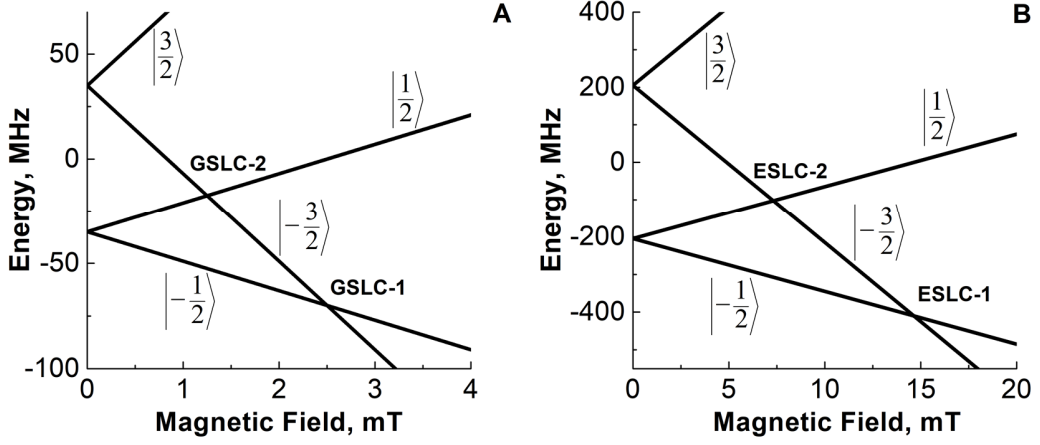 A
Energy, MHz
50
0
-50
-100
|3/2⟩
|1/2⟩
GSLC-2
|-3/2⟩
GSLC-1
|-1/2⟩
0 1 2 3 4
Magnetic Field, mT
B
Energy, MHz
400
200
0
-200
-400
|3/2⟩
|1/2⟩
ESLC-2
|-3/2⟩
ESLC-1
|-1/2⟩
0 5 10 15 20
Magnetic Field, mT